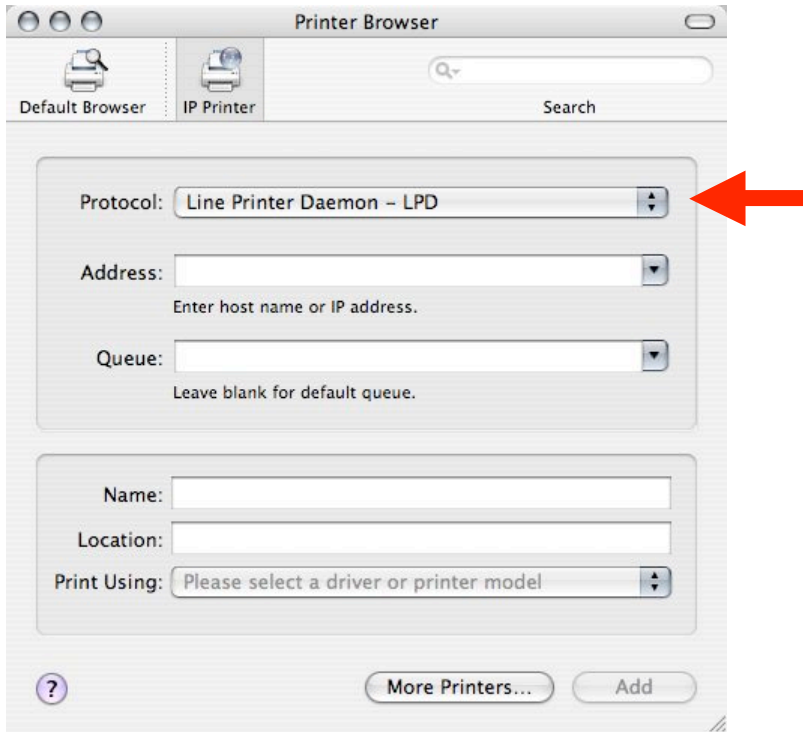 Printer Browser
Default Browser
IP Printer
Search
Protocol: Line Printer Daemon – LPD
Address:
Enter host name or IP address.
Queue:
Leave blank for default queue.
Name:
Location:
Print Using: Please select a driver or printer model
? More Printers... Add